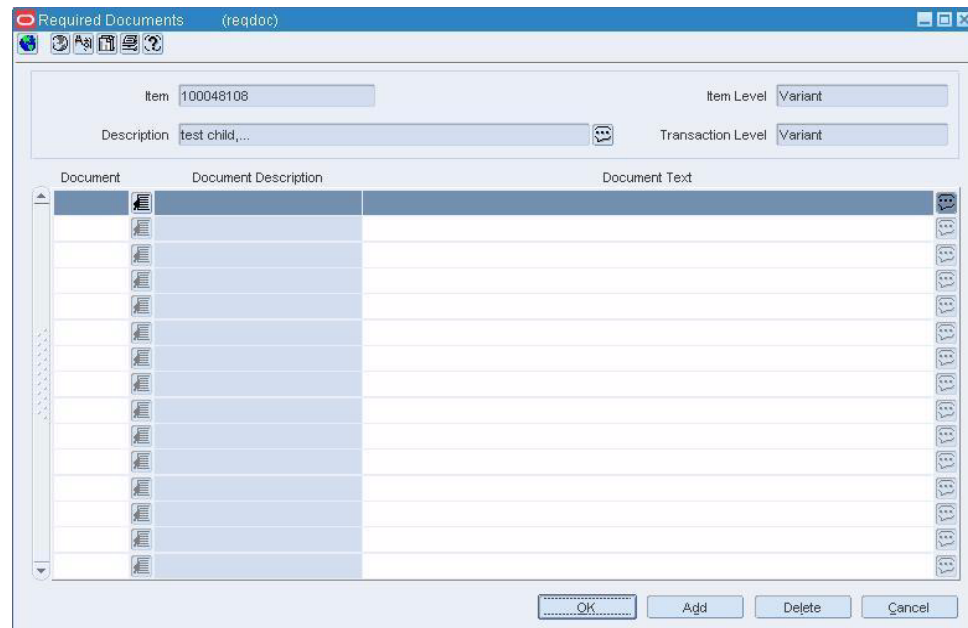 Required Documents (reqdoc)
Item 100048108 Item Level Variant
Description test child,... Transaction Level Variant
Document Document Description Document Text
OK Add Delete Cancel